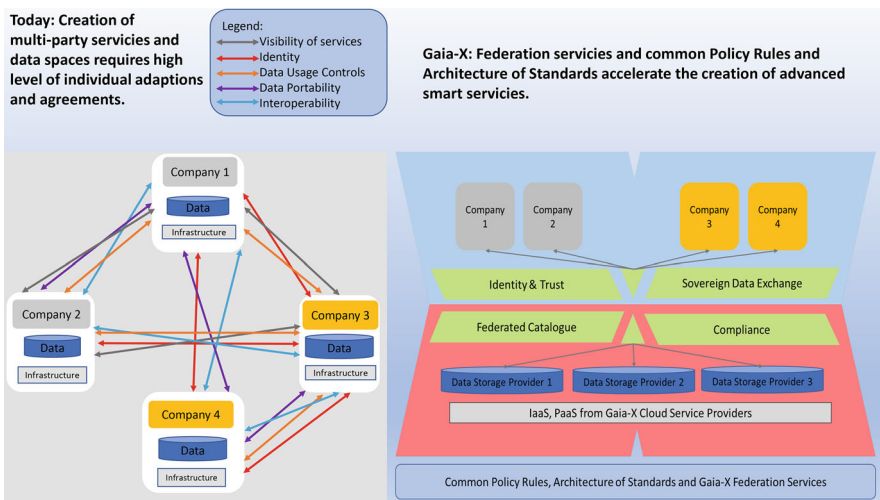 Today: Creation of
multi-party servicies and
data spaces requires high
level of individual adaptions
and agreements.
Legend:
Visibility of services
Identity
Data Usage Controls
Data Portability
Interoperability
Gaia-X: Federation servicies and common Policy Rules and
Architecture of Standards accelerate the creation of advanced
smart servicies.
Company 1
Data
Infrastructure
Company 2
Data
Infrastructure
Company 3
Data
Infrastructure
Company 4
Data
Infrastructure
Company
1
Company
2
Company
3
Company
4
Identity & Trust
Sovereign Data Exchange
Federated Catalogue
Compliance
Data Storage Provider 1
Data Storage Provider 2
Data Storage Provider 3
IaaS, PaaS from Gaia-X Cloud Service Providers
Common Policy Rules, Architecture of Standards and Gaia-X Federation Services